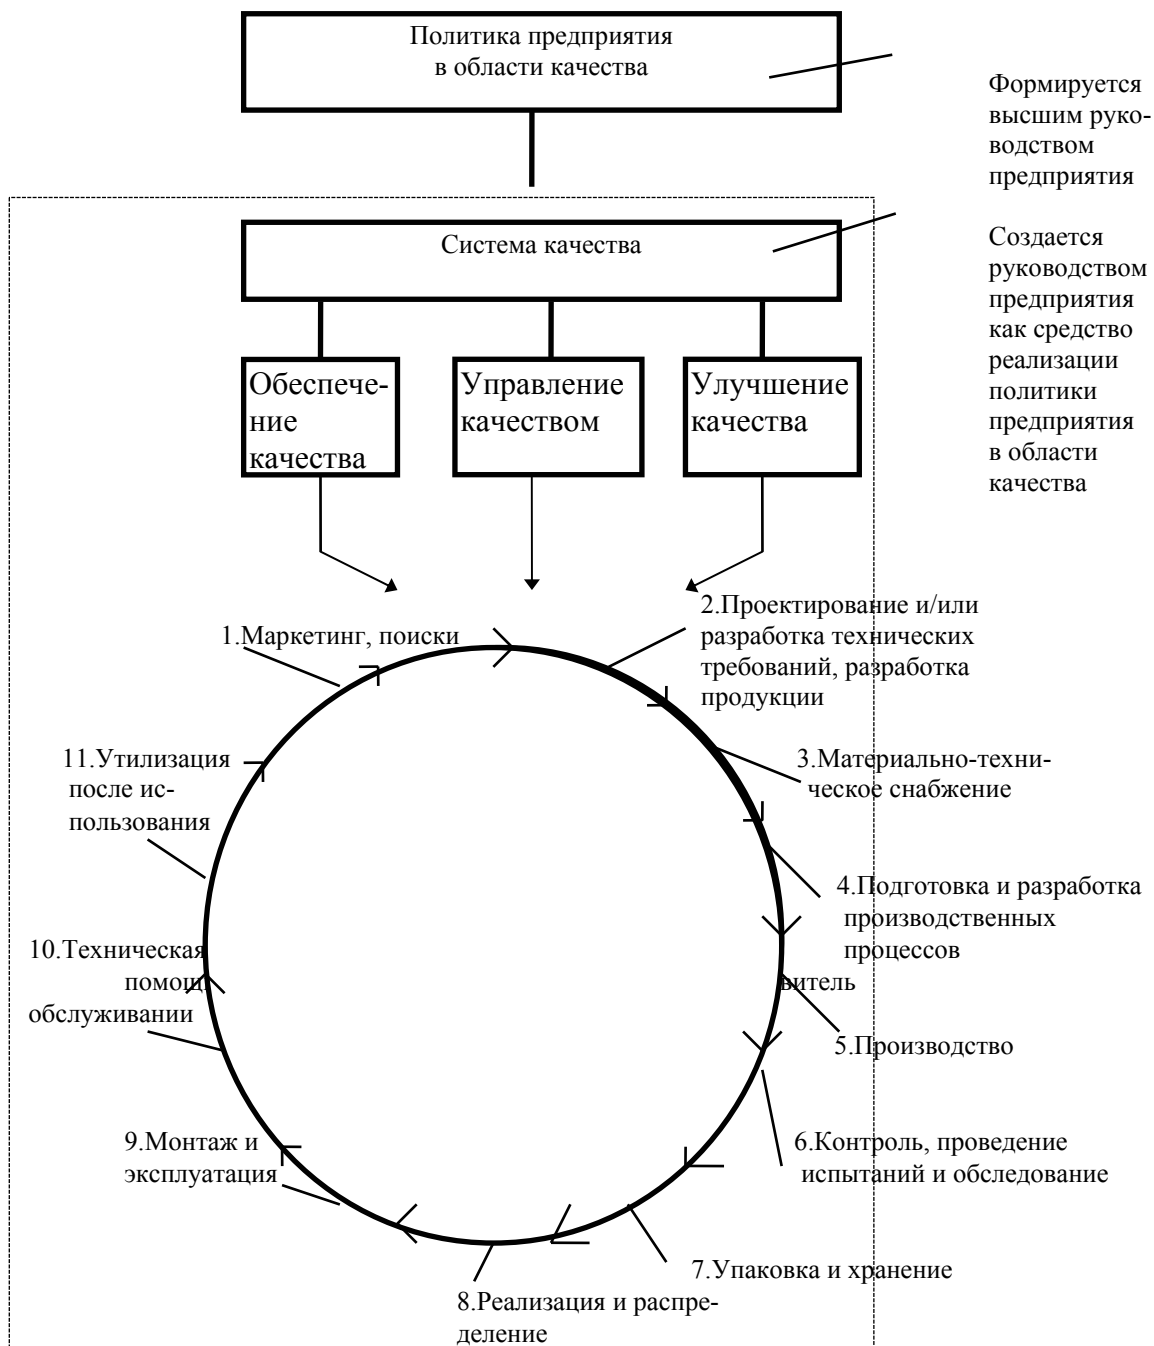 Политика предприятия
в области качества
Формируется
высшим руко-
водством
предприятия
Система качества
Создается
руководством
предприятия
как средство
реализации
политики
предприятия
в области
качества
Обеспече-
ние
качества
Управление
качеством
Улучшение
качества
1.Маркетинг, поиски
2.Проектирование и/или
разработка технических
требований, разработка
продукции
3.Материально-техни-
ческое снабжение
4.Подготовка и разработка
производственных
процессов
витель
5.Производство
6.Контроль, проведение
испытаний и обследование
7.Упаковка и хранение
8.Реализация и распре-
деление
9.Монтаж и
эксплуатация
10.Техническая
помощь
обслуживании
11.Утилизация
после ис-
пользования